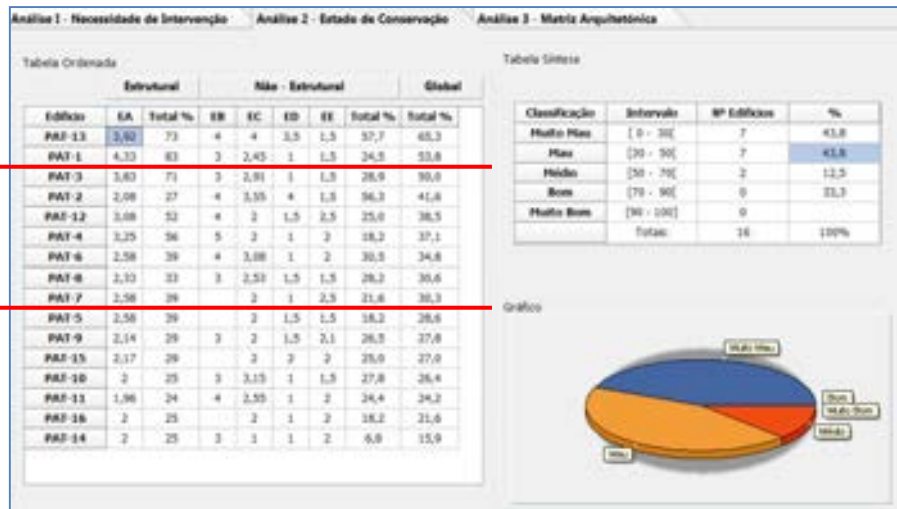 Análise I - Necessidade de Intervenção Análise 2 - Estado de Conservação Análise 3 - Matriz Arquitetónica
Tabela Ordenada
Estrutural Não - Estrutural Global
Edifício EA Total % EB EC ED EE Total % Total %
PAT-13 3,92 73 4 4 3,5 1,5 57,7 65,3
PAT-1 4,33 83 3 2,45 1 1,5 24,5 53,8
PAT-3 3,83 71 3 2,91 1 1,5 28,9 50,0
PAT-2 2,08 27 4 3,55 4 1,5 56,3 41,6
PAT-12 3,08 52 4 2 1,5 2,5 25,0 38,5
PAT-4 3,25 56 5 2 1 2 18,2 37,1
PAT-6 2,58 39 4 3,08 1 2 30,5 34,8
PAT-8 2,33 33 3 2,53 1,5 1,5 28,2 30,6
PAT-7 2,58 39 2 1 2,5 21,6 30,3
PAT-5 2,58 39 2 1,5 1,5 18,2 28,6
PAT-9 2,14 29 3 2 1,5 2,1 26,5 27,8
PAT-15 2,17 29 2 2 2 25,0 27,0
PAT-10 2 25 3 3,15 1 1,5 27,8 26,4
PAT-11 1,96 24 4 2,55 1 2 24,4 24,2
PAT-16 2 25 2 1 2 18,2 21,6
PAT-14 2 25 3 1 1 2 6,8 15,9
Tabela Síntese
Classificação Intervalo Nº Edifícios %
Muito Mau [ 0 - 30[ 7 43,8
Mau [30 - 50[ 7 43,8
Médio [50 - 70[ 2 12,5
Bom [70 - 90[ 0 33,3
Muito Bom [90 - 100] 0
Totais: 16 100%
Gráfico
Muito Mau
Bom
Muito Bom
Médio
Mau